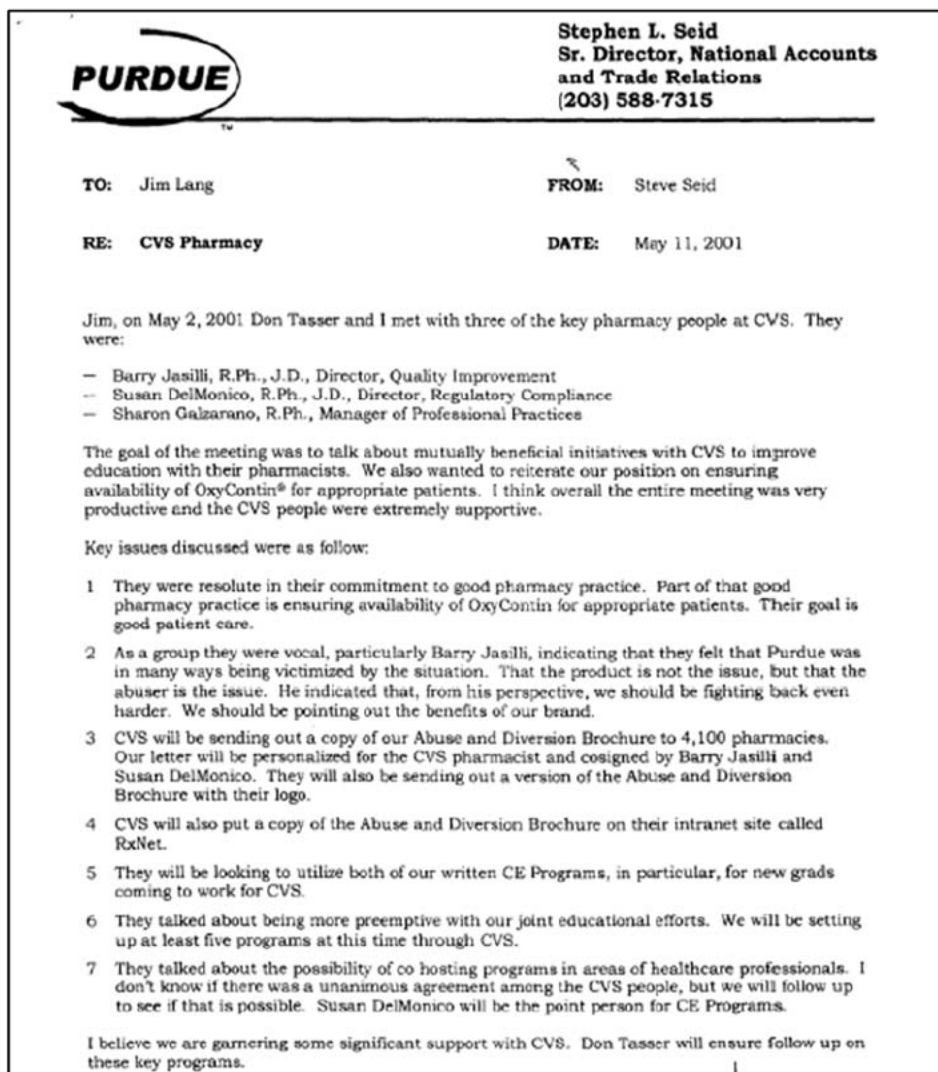 Stephen L. Seid
Sr. Director, National Accounts
and Trade Relations
(203) 588-7315
PURDUE
TM
TO: Jim Lang
FROM: Steve Seid
RE: CVS Pharmacy
DATE: May 11, 2001
Jim, on May 2, 2001 Don Tasser and I met with three of the key pharmacy people at CVS. They
were:
— Barry Jasilli, R.Ph., J.D., Director, Quality Improvement
— Susan DelMonico, R.Ph., J.D., Director, Regulatory Compliance
— Sharon Galzarano, R.Ph., Manager of Professional Practices
The goal of the meeting was to talk about mutually beneficial initiatives with CVS to improve
education with their pharmacists. We also wanted to reiterate our position on ensuring
availability of OxyContin® for appropriate patients. I think overall the entire meeting was very
productive and the CVS people were extremely supportive.
Key issues discussed were as follow:
1 They were resolute in their commitment to good pharmacy practice. Part of that good
pharmacy practice is ensuring availability of OxyContin for appropriate patients. Their goal is
good patient care.
2 As a group they were vocal, particularly Barry Jasilli, indicating that they felt that Purdue was
in many ways being victimized by the situation. That the product is not the issue, but that the
abuser is the issue. He indicated that, from his perspective, we should be fighting back even
harder. We should be pointing out the benefits of our brand.
3 CVS will be sending out a copy of our Abuse and Diversion Brochure to 4,100 pharmacies.
Our letter will be personalized for the CVS pharmacist and cosigned by Barry Jasilli and
Susan DelMonico. They will also be sending out a version of the Abuse and Diversion
Brochure with their logo.
4 CVS will also put a copy of the Abuse and Diversion Brochure on their intranet site called
RxNet.
5 They will be looking to utilize both of our written CE Programs, in particular, for new grads
coming to work for CVS.
6 They talked about being more preemptive with our joint educational efforts. We will be setting
up at least five programs at this time through CVS.
7 They talked about the possibility of co hosting programs in areas of healthcare professionals. I
don't know if there was a unanimous agreement among the CVS people, but we will follow up
to see if that is possible. Susan DelMonico will be the point person for CE Programs.
I believe we are garnering some significant support with CVS. Don Tasser will ensure follow up on
these key programs.